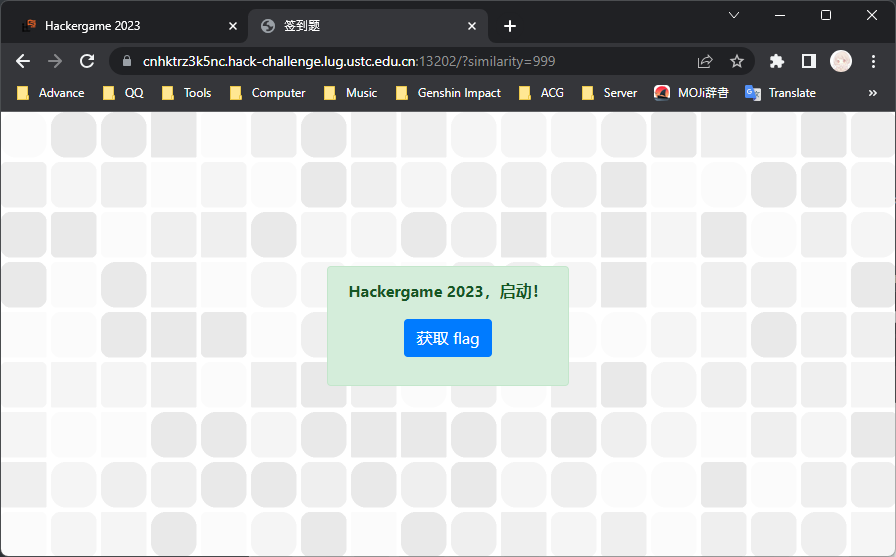 Hackergame 2023
签到题
cnhktrz3k5nc.hack-challenge.lug.ustc.edu.cn:13202/?similarity=999
Advance QQ Tools Computer Music Genshin Impact ACG Server MOJi辞書 Translate »
Hackergame 2023，启动！
获取 flag